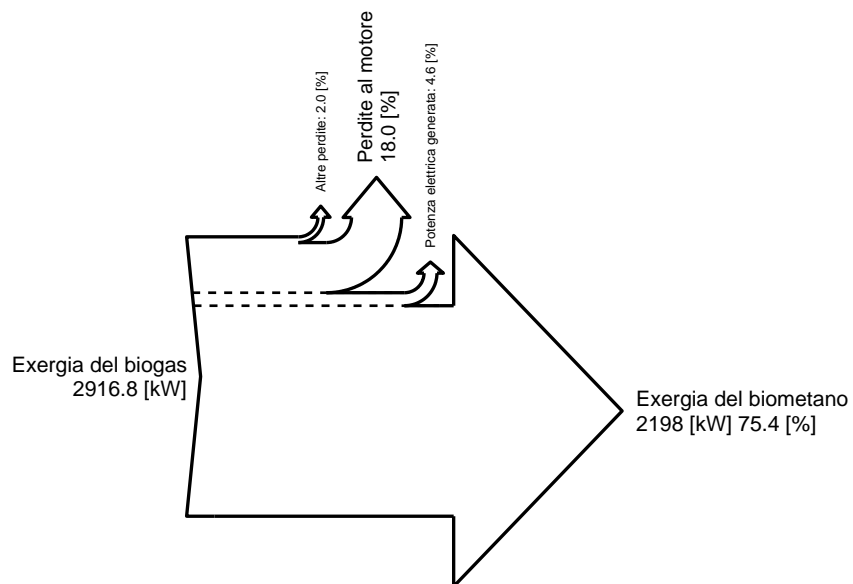 Altre perdite: 2.0 [%]
Perdite al motore
18.0 [%]
Potenza elettrica generata: 4.6 [%]
Exergia del biogas
2916.8 [kW]
Exergia del biometano
2198 [kW] 75.4 [%]